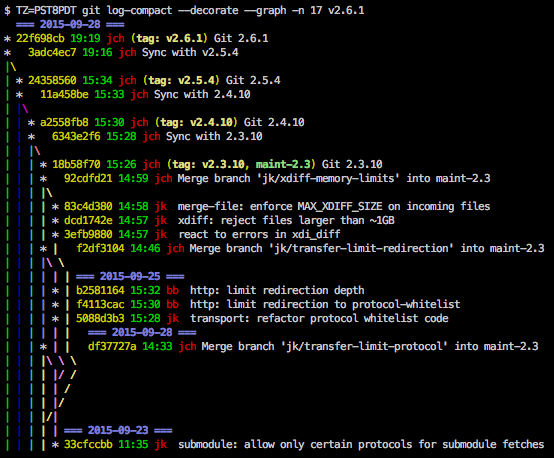 $ TZ=PST8PDT git log-compact --decorate --graph -n 17 v2.6.1
=== 2015-09-28 ===
* 22f698cb 19:19 jch (tag: v2.6.1) Git 2.6.1
* 3adc4ec7 19:16 jch Sync with v2.5.4
|\
| * 24358560 15:34 jch (tag: v2.5.4) Git 2.5.4
| * 11a458be 15:33 jch Sync with 2.4.10
| |\
| | * a2558fb8 15:30 jch (tag: v2.4.10) Git 2.4.10
| | * 6343e2f6 15:28 jch Sync with 2.3.10
| | |\
| | | * 18b58f70 15:26 jch (tag: v2.3.10, maint-2.3) Git 2.3.10
| | | * 92cdfd21 14:59 jch Merge branch 'jk/xdiff-memory-limits' into maint-2.3
| | | |\
| | | | * 83c4d380 14:58 jk merge-file: enforce MAX_XDIFF_SIZE on incoming files
| | | | * dcd1742e 14:57 jk xdiff: reject files larger than ~1GB
| | | | * 3efb9880 14:57 jk react to errors in xdi_diff
| | | * | f2df3104 14:46 jch Merge branch 'jk/transfer-limit-redirection' into maint-2.3
| | | |\ \
| | | | | | === 2015-09-25 ===
| | | | * | b2581164 15:32 bb http: limit redirection depth
| | | | * | f4113cac 15:30 bb http: limit redirection to protocol-whitelist
| | | | * | 5088d3b3 15:28 jk transport: refactor protocol whitelist code
| | | | | | === 2015-09-28 ===
| | | * | | df37727a 14:33 jch Merge branch 'jk/transfer-limit-protocol' into maint-2.3
| | | |\ \ \
| | | | |/ /
| | | | | /
| | | | |/
| | | |/|
| | | | | === 2015-09-23 ===
| | | | * 33cfccbb 11:35 jk submodule: allow only certain protocols for submodule fetches